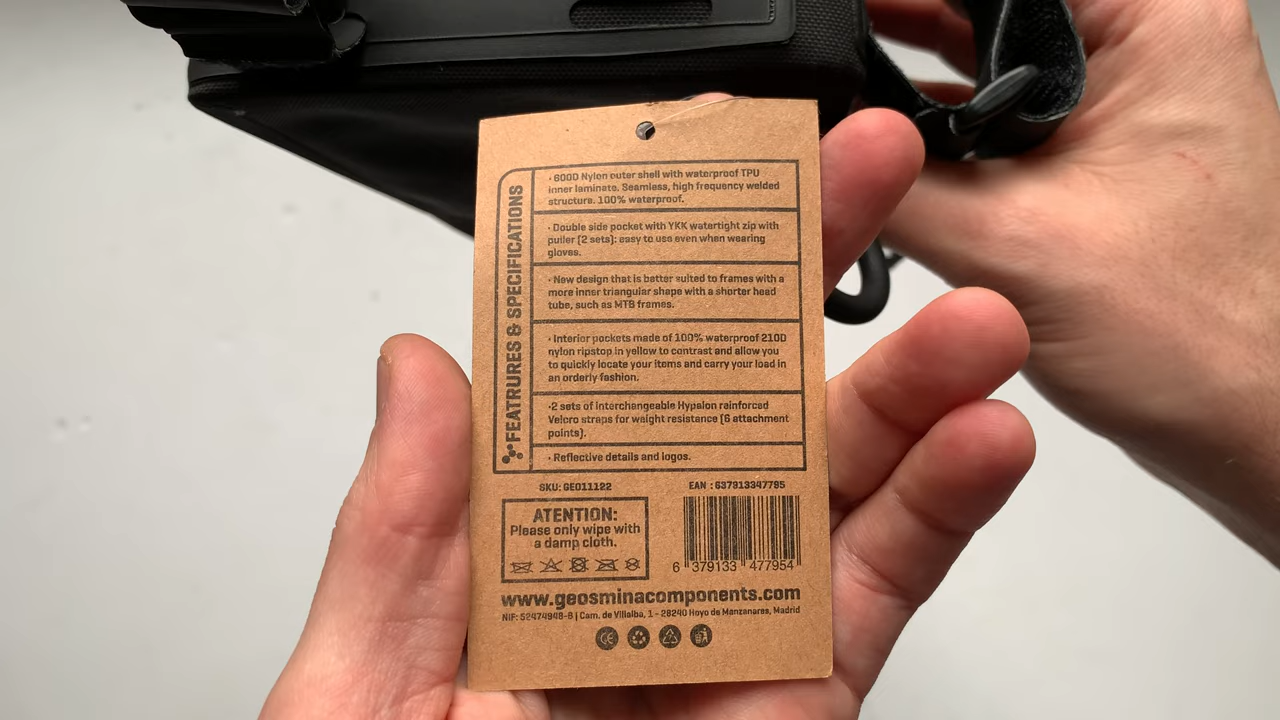 FEATRURES & SPECIFICATIONS
· 600D Nylon outer shell with waterproof TPU
inner laminate. Seamless, high frequency welded
structure. 100% waterproof.
· Double side pocket with YKK watertight zip with
puller (2 sets): easy to use even when wearing
gloves.
· New design that is better suited to frames with a
more inner triangular shape with a shorter head
tube, such as MTB frames.
· Interior pockets made of 100% waterproof 210D
nylon ripstop in yellow to contrast and allow you
to quickly locate your items and carry your load in
an orderly fashion.
·2 sets of interchangeable Hypalon rainforced
Velcro straps for weight resistance (6 attachment
points).
· Reflective details and logos.
SKU: GEO11122
EAN : 637913347795
ATENTION:
Please only wipe with
a damp cloth.
6 379133 477954
www.geosminacomponents.com
NIF: 52474948-B | Cam. de Villalba, 1 - 28240 Hoyo de Manzanares, Madrid